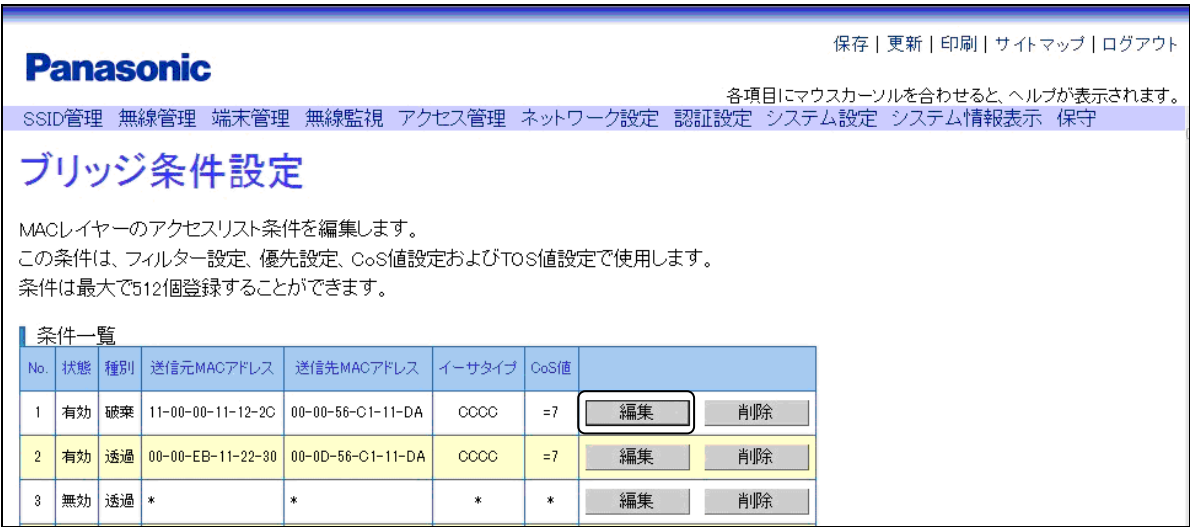 保存 | 更新 | 印刷 | サイトマップ | ログアウト
Panasonic
各項目にマウスカーソルを合わせると、ヘルプが表示されます。
SSID管理 無線管理 端末管理 無線監視 アクセス管理 ネットワーク設定 認証設定 システム設定 システム情報表示 保守
ブリッジ条件設定
MACレイヤーのアクセスリスト条件を編集します。
この条件は、フィルター設定、優先設定、CoS値設定およびTOS値設定で使用します。
条件は最大で512個登録することができます。
条件一覧
No. 状態 種別 送信元MACアドレス 送信先MACアドレス イーサタイプ CoS値
1 有効 破棄 11-00-00-11-12-2C 00-00-56-C1-11-DA CCCC =7 編集 削除
2 有効 透過 00-00-EB-11-22-30 00-0D-56-C1-11-DA CCCC =7 編集 削除
3 無効 透過 * * * * 編集 削除